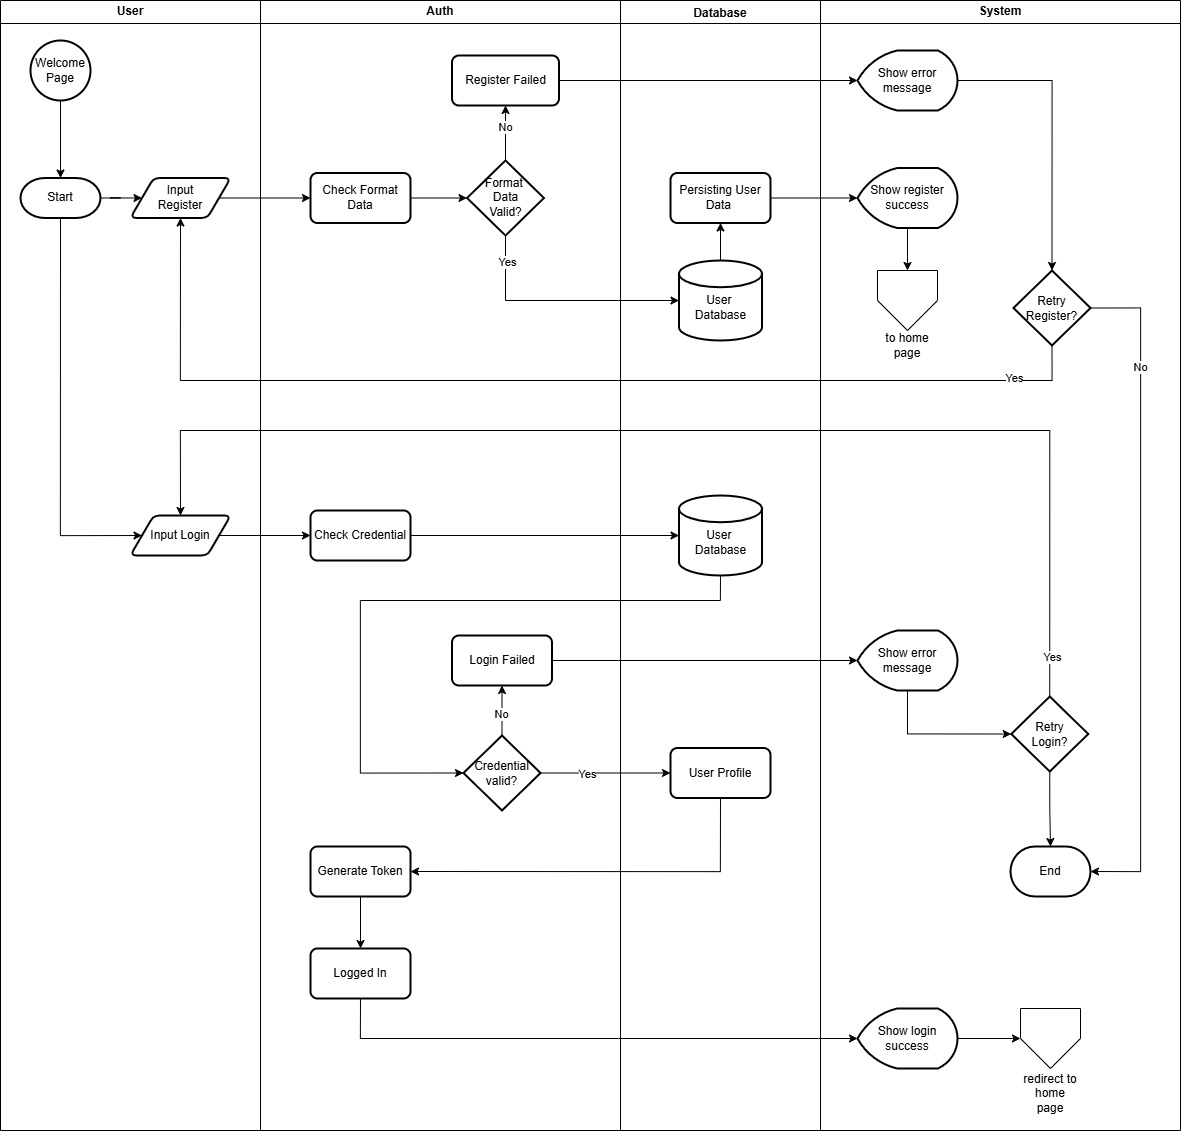 User
Auth
Database
System
Welcome
Page
Register Failed
Show error
message
No
Start
Input
Register
Check Format
Data
Format
Data
Valid?
Persisting User
Data
Show register
success
Yes
User
Database
to home
page
Retry
Register?
No
Yes
Input Login
Check Credential
User
Database
Login Failed
Show error
message
Yes
No
Retry
Login?
Credential
valid?
Yes
User Profile
Generate Token
End
Logged In
Show login
success
redirect to
home
page